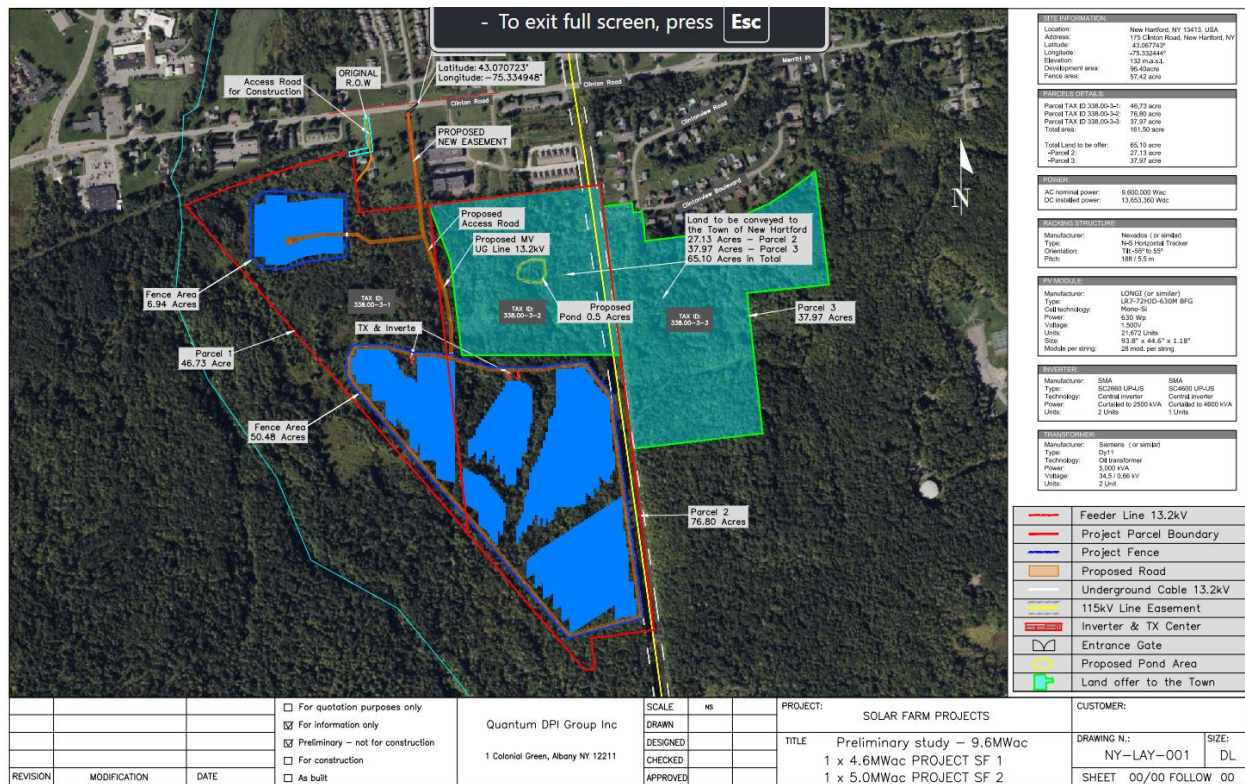 - To exit full screen, press Esc
Access Road
for Construction
ORIGINAL
R.O.W
Latitude: 43.070723°
Longitude: -75.334948°
Clinton Road
Clinton Road
Merritt Pl
Clintonview Road
Clintonview Boulevard
PROPOSED
NEW EASEMENT
N
Proposed
Access Road
Proposed MV
UG Line 13.2kV
Land to be conveyed to
the Town of New Hartford
27.13 Acres - Parcel 2
37.97 Acres - Parcel 3
65.10 Acres in Total
Fence Area
6.94 Acres
TAX ID:
338.00-3-1
TAX ID:
338.00-3-2
Proposed
Pond 0.5 Acres
TAX ID:
338.00-3-3
Parcel 3
37.97 Acres
TX & Inverte
Parcel 1
46.73 Acre
Fence Area
50.48 Acres
Parcel 2
76.80 Acres
SITE INFORMATION:
Location: New Hartford, NY 13413, USA
Address: 175 Clinton Road, New Hartford, NY
Latitude: 43.067743°
Longitude: -75.332444°
Elevation: 132 m.a.s.l.
Development area: 96.40acre
Fence area: 57.42 acre
PARCELS DETAILS:
Parcel TAX ID 338.00-3-1: 46,73 acre
Parcel TAX ID 338.00-3-2: 76,80 acre
Parcel TAX ID 338.00-3-3: 37,97 acre
Total area: 161,50 acre
Total Land to be offer: 65,10 acre
-Parcel 2: 27,13 acre
-Parcel 3: 37,97 acre
POWER:
AC nominal power: 9,600,000 Wac
DC installed power: 13,653,360 Wdc
RACKING STRUCTURE:
Manufacturer: Nevados (or similar)
Type: N-S Horizontal Tracker
Orientation: Tilt -55° to 55°
Pitch: 18ft / 5.5 m
PV MODULE:
Manufacturer: LONGI (or similar)
Type: LR7-72HJD-630M BFG
Cell technology: Mono-Si
Power: 630 Wp
Voltage: 1,500V
Units: 21,672 Units
Size: 93.8" x 44.6" x 1.18"
Module per string: 28 mod. per string
INVERTER:
Manufacturer: SMA SMA
Type: SC2660 UP-US SC4600 UP-US
Technology: Central inverter Central inverter
Power: Curtailed to 2500 kVA Curtailed to 4600 kVA
Units: 2 Units 1 Units
TRANSFORMER:
Manufacturer: Siemens (or similar)
Type: Dy11
Technology: Oil transformer
Power: 5,000 kVA
Voltage: 34,5 / 0,66 kV
Units: 2 Unit
Feeder Line 13.2kV
Project Parcel Boundary
Project Fence
Proposed Road
Underground Cable 13.2kV
115kV Line Easement
Inverter & TX Center
Entrance Gate
Proposed Pond Area
Land offer to the Town
REVISION MODIFICATION DATE
For quotation purposes only
For information only
Preliminary - not for construction
For construction
As built
Quantum DPI Group Inc
1 Colonial Green, Albany NY 12211
SCALE NS
DRAWN
DESIGNED
CHECKED
APPROVED
PROJECT:
SOLAR FARM PROJECTS
TITLE Preliminary study - 9.6MWac
1 x 4.6MWac PROJECT SF 1
1 x 5.0MWac PROJECT SF 2
CUSTOMER:
DRAWING N.: SIZE:
NY-LAY-001 DL
SHEET 00/00 FOLLOW 00